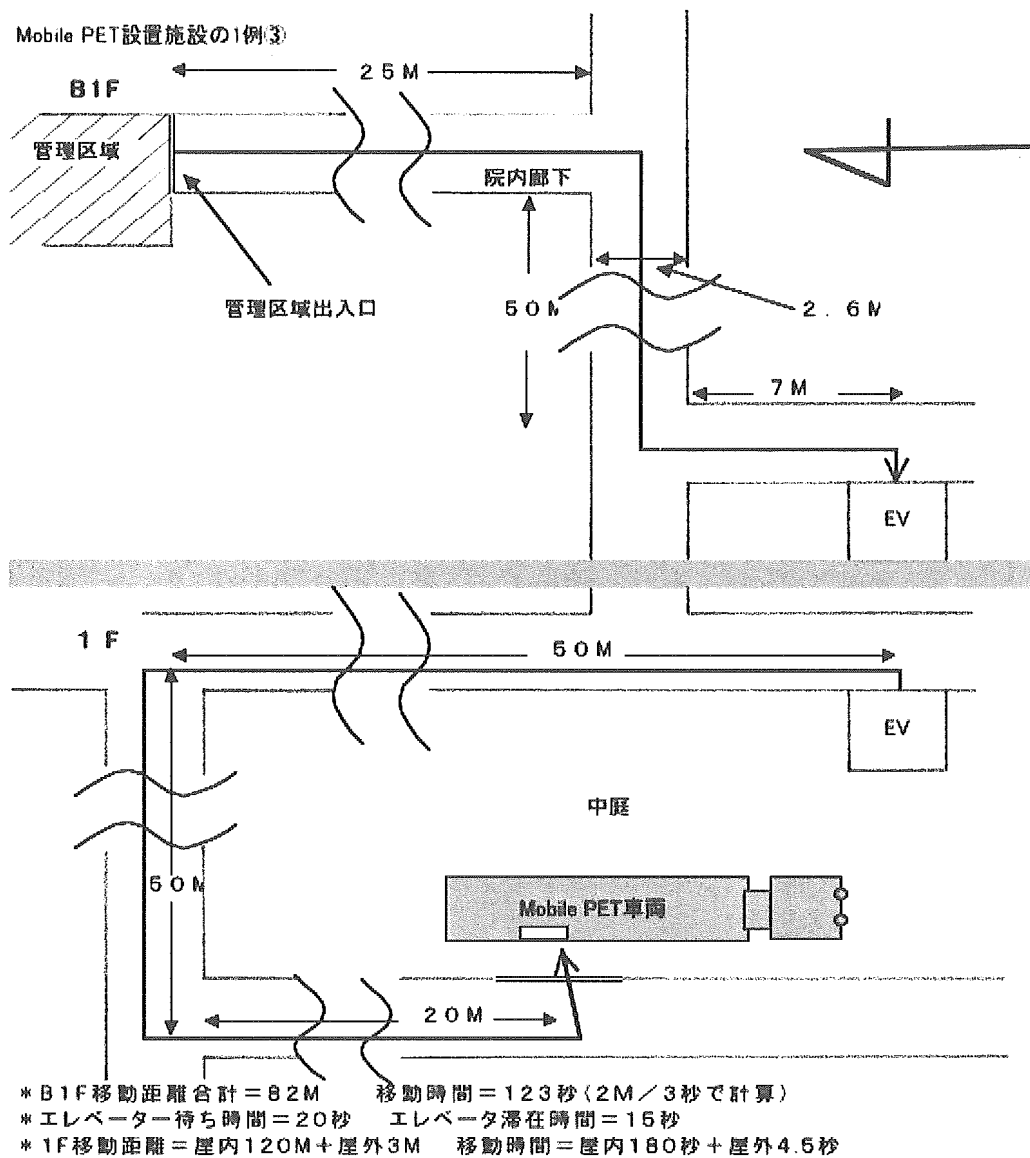 Mobile PET設置施設の1例③
25M
B1F
管理区域
院内廊下
管理区域出入口
50M
2.6M
7M
EV
1F
50M
EV
中庭
50M
Mobile PET車両
20M
*B1F移動距離合計=82M 移動時間=123秒(2M/3秒で計算)
*エレベーター待ち時間=20秒 エレベータ滞在時間=15秒
*1F移動距離=屋内120M+屋外3M 移動時間=屋内180秒+屋外4.5秒